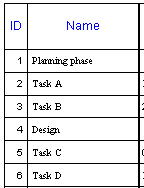 ID Name
1 Planning phase
2 Task A
3 Task B
4 Design
5 Task C
6 Task D